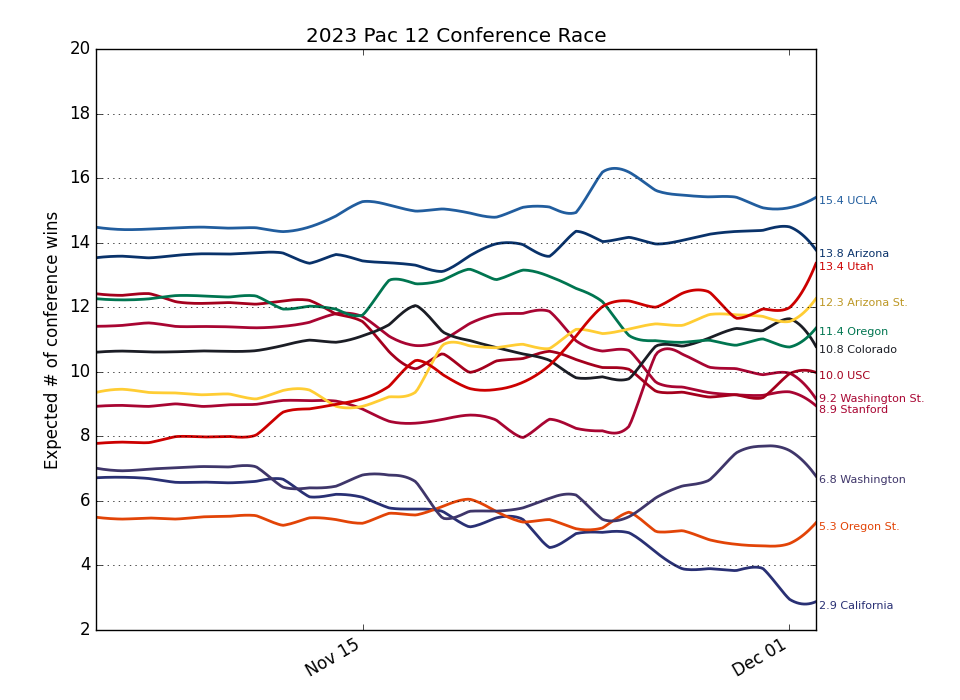 2023 Pac 12 Conference Race
Expected # of conference wins
20
18
16
14
12
10
8
6
4
2
Nov 15
Dec 01
15.4 UCLA
13.8 Arizona
13.4 Utah
12.3 Arizona St.
11.4 Oregon
10.8 Colorado
10.0 USC
9.2 Washington St.
8.9 Stanford
6.8 Washington
5.3 Oregon St.
2.9 California